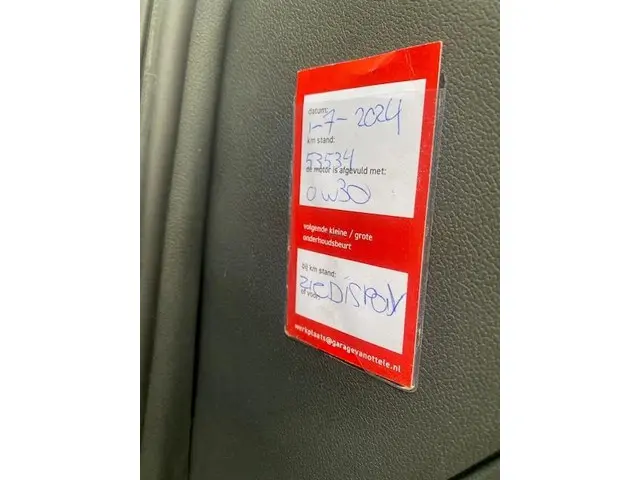 datum:
1-7-2024
km stand:
53534
de motor is afgevuld met:
0W30
volgende kleine / grote
onderhoudsbeurt
bij km stand:
ZIE DISPLAY
of voor:
werkplaats@garagevanottele.nl